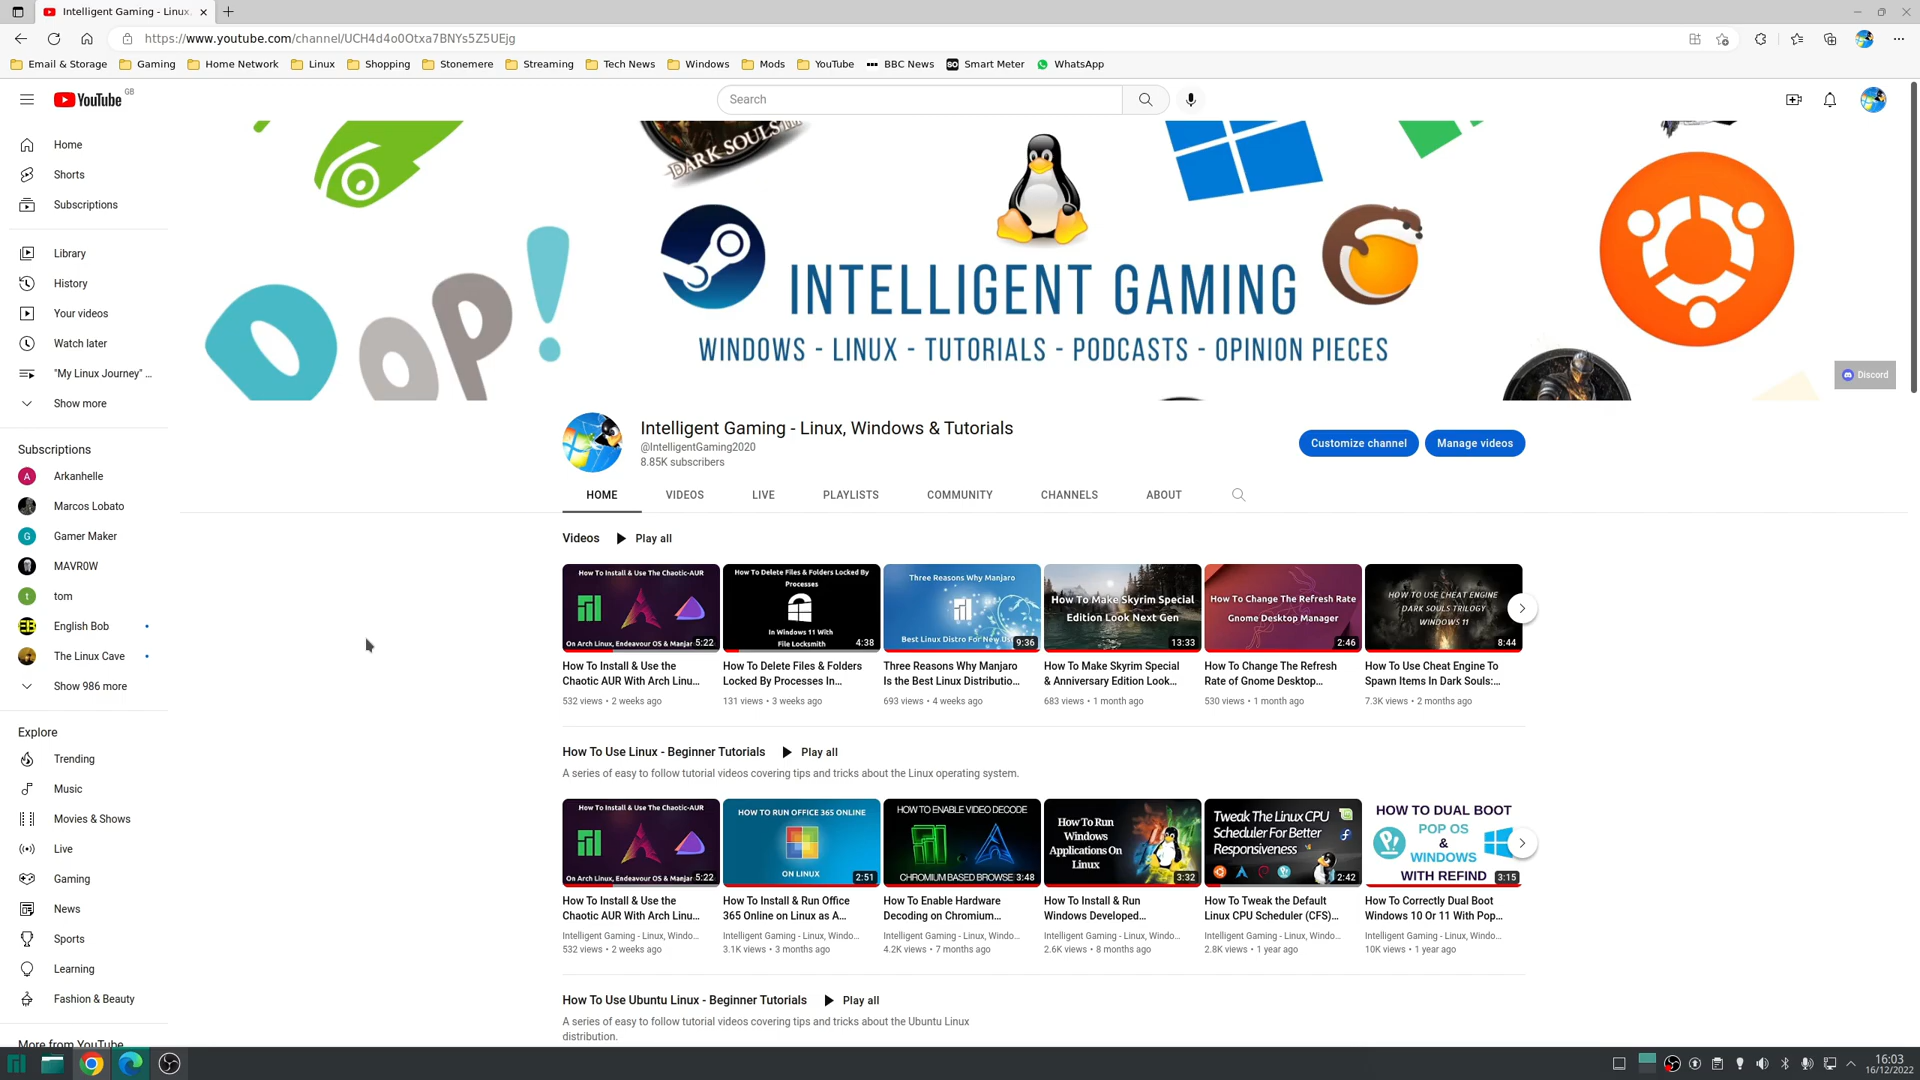 Intelligent Gaming - Linux,
https://www.youtube.com/channel/UCH4d4o0Otxa7BNYs5Z5UEjg
Email & Storage
Gaming
Home Network
Linux
Shopping
Stonemere
Streaming
Tech News
Windows
Mods
YouTube
BBC News
Smart Meter
WhatsApp
YouTube GB
Search
Home
Shorts
Subscriptions
Library
History
Your videos
Watch later
"My Linux Journey" ...
Show more
Subscriptions
A Arkanhelle
Marcos Lobato
G Gamer Maker
MAVR0W
t tom
English Bob
The Linux Cave
Show 986 more
Explore
Trending
Music
Movies & Shows
Live
Gaming
News
Sports
Learning
Fashion & Beauty
More from YouTube
DARK SOULS III
POP!
INTELLIGENT GAMING
WINDOWS - LINUX - TUTORIALS - PODCASTS - OPINION PIECES
Discord
Intelligent Gaming - Linux, Windows & Tutorials
@IntelligentGaming2020
8.85K subscribers
Customize channel
Manage videos
HOME
VIDEOS
LIVE
PLAYLISTS
COMMUNITY
CHANNELS
ABOUT
Videos
Play all
How To Install & Use The Chaotic-AUR
On Arch Linux, Endeavour OS & Manjar
5:22
How To Install & Use the
Chaotic AUR With Arch Linu...
532 views • 2 weeks ago
How To Delete Files & Folders Locked By
Processes
In Windows 11 With
File Locksmith
4:38
How To Delete Files & Folders
Locked By Processes In...
131 views • 3 weeks ago
Three Reasons Why Manjaro
Best Linux Distro For New Us
9:36
Three Reasons Why Manjaro
Is the Best Linux Distributio...
693 views • 4 weeks ago
How To Make Skyrim Special
Edition Look Next Gen
13:33
How To Make Skyrim Special
& Anniversary Edition Look...
683 views • 1 month ago
How To Change The Refresh Rate
Gnome Desktop Manager
2:46
How To Change The Refresh
Rate of Gnome Desktop...
530 views • 1 month ago
HOW TO USE CHEAT ENGINE
DARK SOULS TRILOGY
WINDOWS 11
8:44
How To Use Cheat Engine To
Spawn Items In Dark Souls:...
7.3K views • 2 months ago
How To Use Linux - Beginner Tutorials
Play all
A series of easy to follow tutorial videos covering tips and tricks about the Linux operating system.
How To Install & Use The Chaotic-AUR
On Arch Linux, Endeavour OS & Manjar
5:22
How To Install & Use the
Chaotic AUR With Arch Linu...
Intelligent Gaming - Linux, Windo...
532 views • 2 weeks ago
HOW TO RUN OFFICE 365 ONLINE
ON LINUX
2:51
How To Install & Run Office
365 Online on Linux as A...
Intelligent Gaming - Linux, Windo...
3.1K views • 3 months ago
HOW TO ENABLE VIDEO DECODE
CHROMIUM BASED BROWSE
3:48
How To Enable Hardware
Decoding on Chromium...
Intelligent Gaming - Linux, Windo...
4.2K views • 7 months ago
How To Run
Windows
Applications On
Linux
3:32
How To Install & Run
Windows Developed...
Intelligent Gaming - Linux, Windo...
2.6K views • 8 months ago
Tweak The Linux CPU
Scheduler For Better
Responsiveness
2:42
How To Tweak the Default
Linux CPU Scheduler (CFS)...
Intelligent Gaming - Linux, Windo...
2.8K views • 1 year ago
HOW TO DUAL BOOT
POP OS
&
WINDOWS
WITH REFIND
3:15
How To Correctly Dual Boot
Windows 10 Or 11 With Pop...
Intelligent Gaming - Linux, Windo...
10K views • 1 year ago
How To Use Ubuntu Linux - Beginner Tutorials
Play all
A series of easy to follow tutorial videos covering tips and tricks about the Ubuntu Linux
distribution.
16:03
16/12/2022